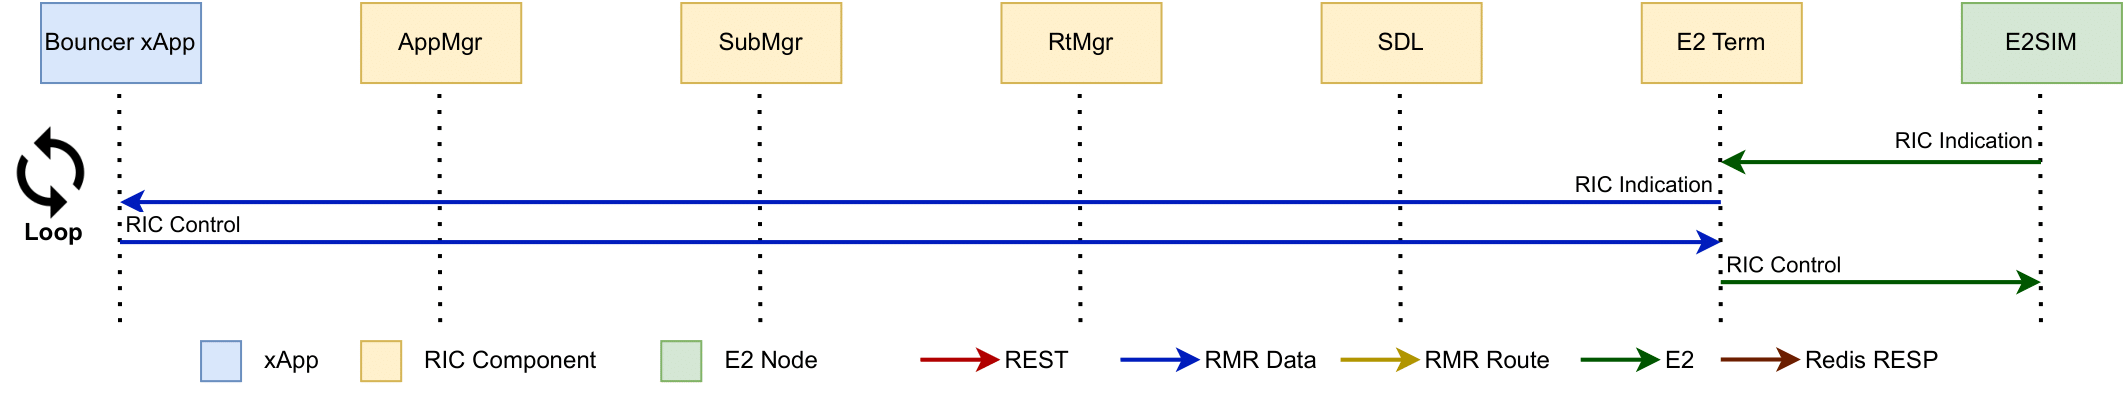 Bouncer xApp
AppMgr
SubMgr
RtMgr
SDL
E2 Term
E2SIM
RIC Indication
RIC Indication
RIC Control
Loop
RIC Control
xApp
RIC Component
E2 Node
REST
RMR Data
RMR Route
E2
Redis RESP